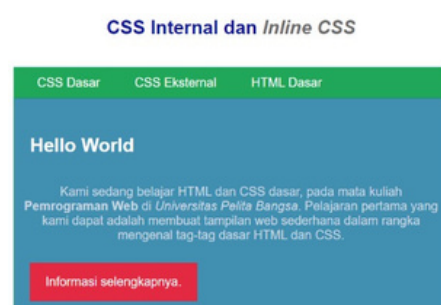 CSS Internal dan Inline CSS
CSS Dasar CSS Eksternal HTML Dasar
Hello World
Kami sedang belajar HTML dan CSS dasar, pada mata kuliah
Pemrograman Web di Universitas Pelita Bangsa. Pelajaran pertama yang
kami dapat adalah membuat tampilan web sederhana dalam rangka
mengenal tag-tag dasar HTML dan CSS.
Informasi selengkapnya.